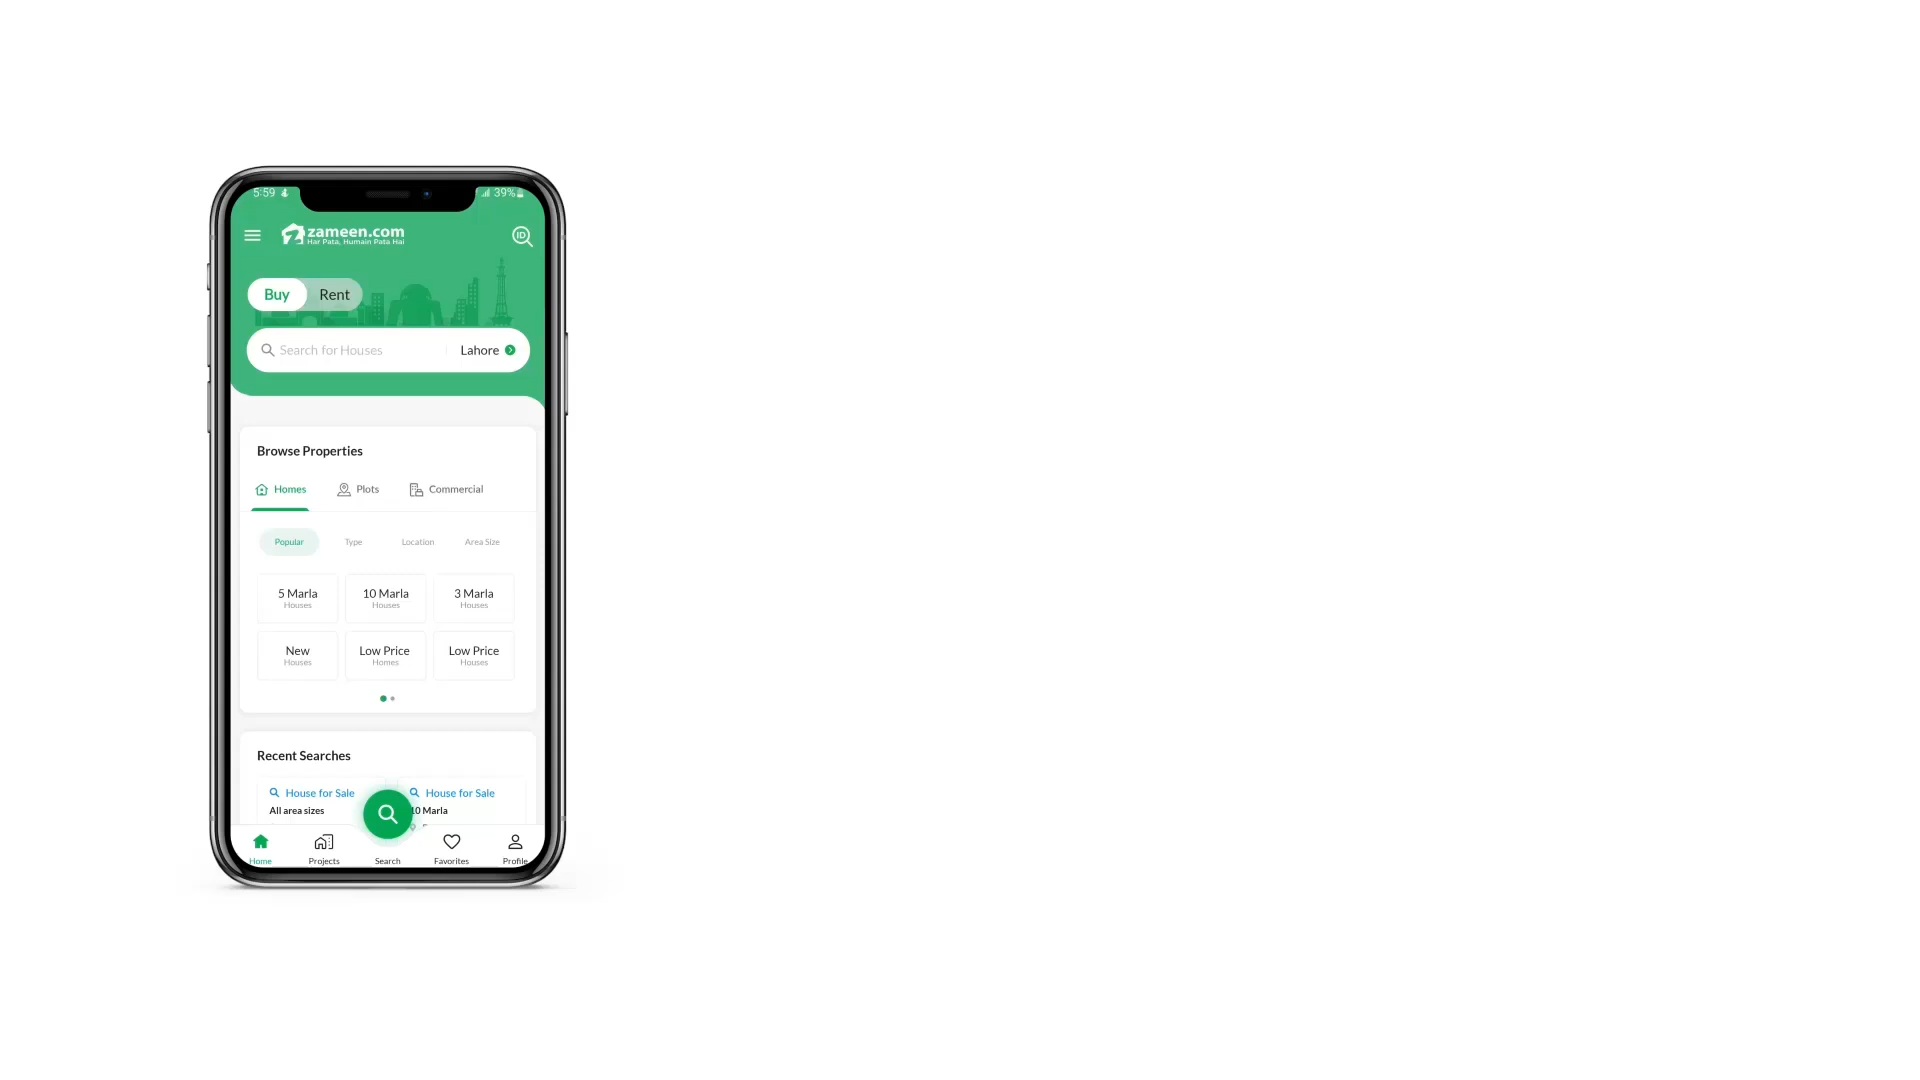 5:59
39%
zameen.com
Har Pata, Humain Pata Hai
ID
Buy Rent
Search for Houses Lahore
Browse Properties
Homes Plots Commercial
Popular Type Location Area Size
5 Marla 10 Marla 3 Marla
Houses Houses Houses
New Low Price Low Price
Houses Homes Houses
Recent Searches
House for Sale House for Sale
All area sizes 10 Marla
Home Projects Search Favorites Profile